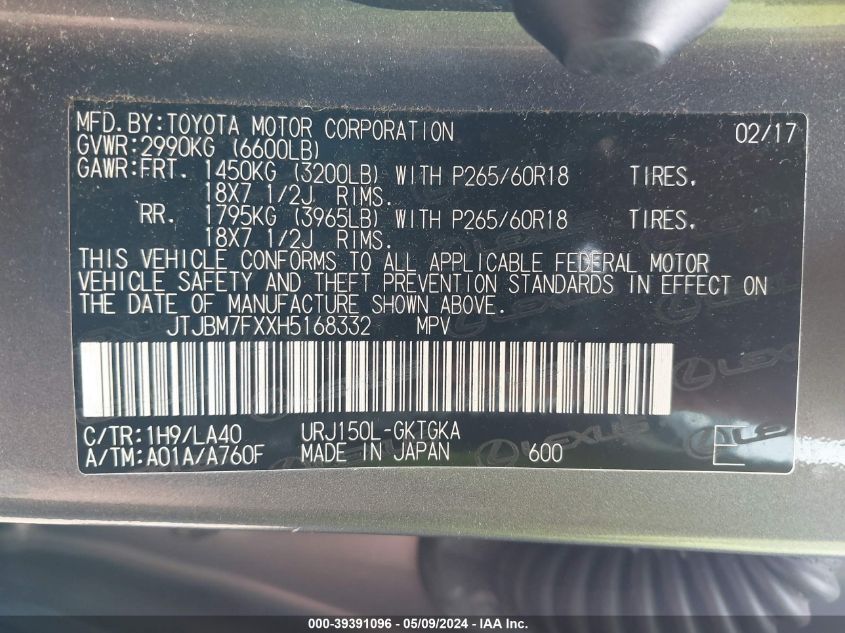 MFD.BY:TOYOTA MOTOR CORPORATION 02/17
GVWR:2990KG (6600LB)
GAWR:FRT. 1450KG (3200LB) WITH P265/60R18 TIRES.
18X7 1/2J RIMS.
RR. 1795KG (3965LB) WITH P265/60R18 TIRES.
18X7 1/2J RIMS.
THIS VEHICLE CONFORMS TO ALL APPLICABLE FEDERAL MOTOR
VEHICLE SAFETY AND THEFT PREVENTION STANDARDS IN EFFECT ON
THE DATE OF MANUFACTURE SHOWN ABOVE.
JTJBM7FXXH5168332 MPV
C/TR:1H9/LA40 URJ150L-GKTGKA
A/TM:A01A/A760F MADE IN JAPAN 600 E
LEXUS
LEXUS
000-39391096 - 05/09/2024 - IAA Inc.